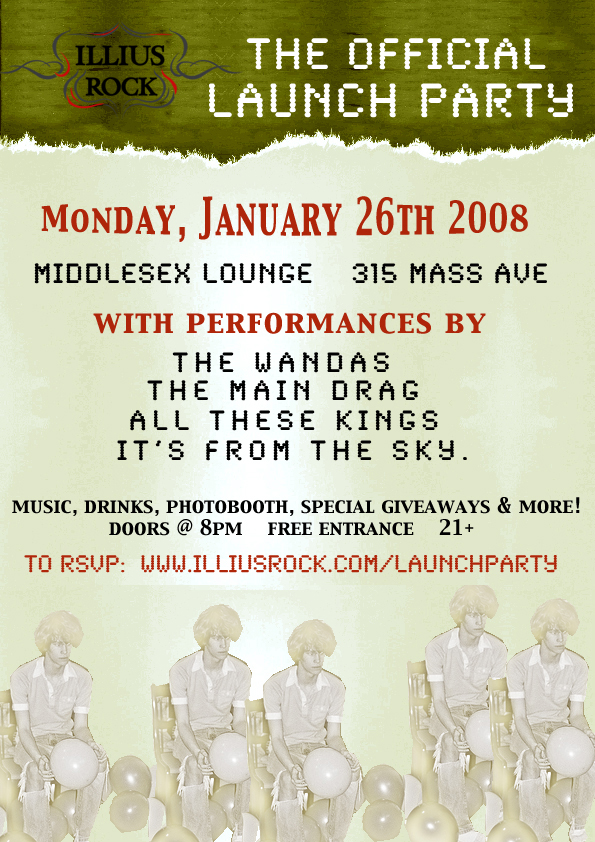 ILLIUS
ROCK
THE OFFICIAL
LAUNCH PARTY
MONDAY, JANUARY 26TH 2008
MIDDLESEX LOUNGE 315 MASS AVE
WITH PERFORMANCES BY
THE WANDAS
THE MAIN DRAG
ALL THESE KINGS
IT'S FROM THE SKY.
MUSIC, DRINKS, PHOTOBOOTH, SPECIAL GIVEAWAYS & MORE!
DOORS @ 8PM FREE ENTRANCE 21+
TO RSVP: WWW.ILLIUSROCK.COM/LAUNCHPARTY